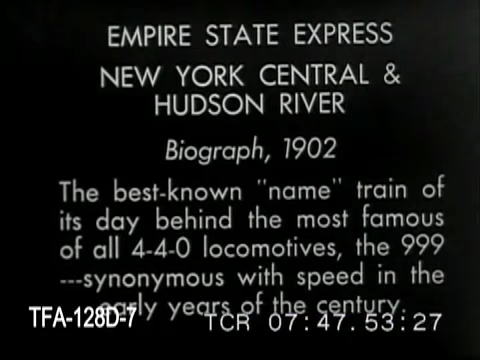 EMPIRE STATE EXPRESS
NEW YORK CENTRAL &
HUDSON RIVER
Biograph, 1902
The best-known "name" train of
its day behind the most famous
of all 4-4-0 locomotives, the 999
---synonymous with speed in the
early years of the century.
TFA-128D-7
TCR 07:47.53:27